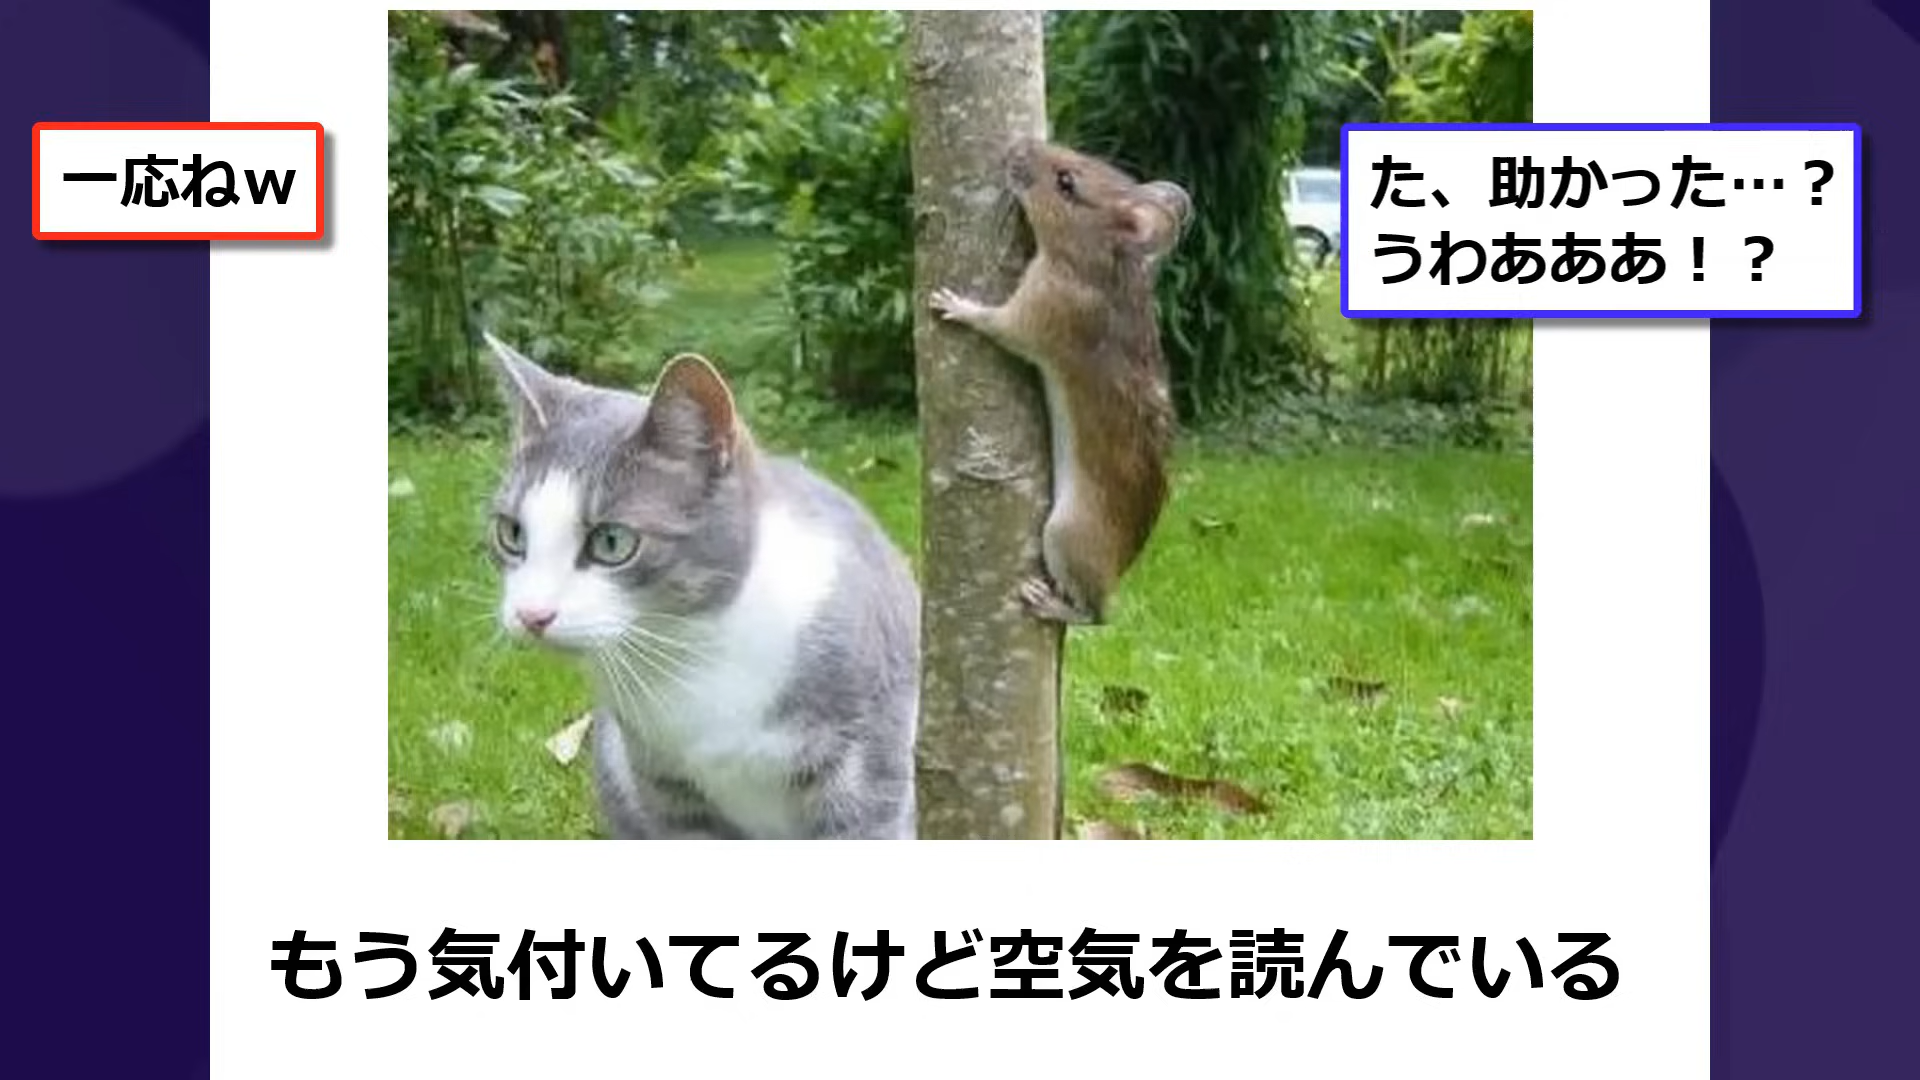 一応ねｗ
た、助かった…？
うわあああ！？
もう気付いてるけど空気を読んでいる